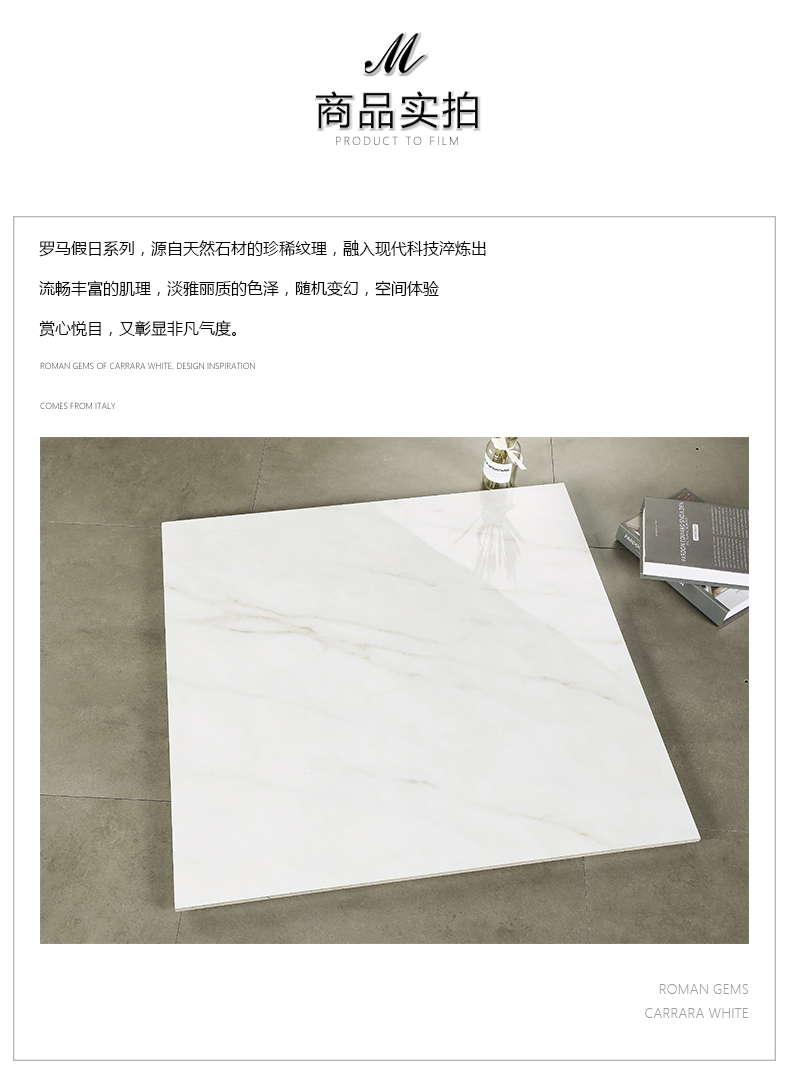 M
商品实拍
PRODUCT TO FILM
罗马假日系列，源自天然石材的珍稀纹理，融入现代科技淬炼出
流畅丰富的肌理，淡雅丽质的色泽，随机变幻，空间体验
赏心悦目，又彰显非凡气度。
ROMAN GEMS OF CARRARA WHITE, DESIGN INSPIRATION
COMES FROM ITALY
ROMAN GEMS
CARRARA WHITE